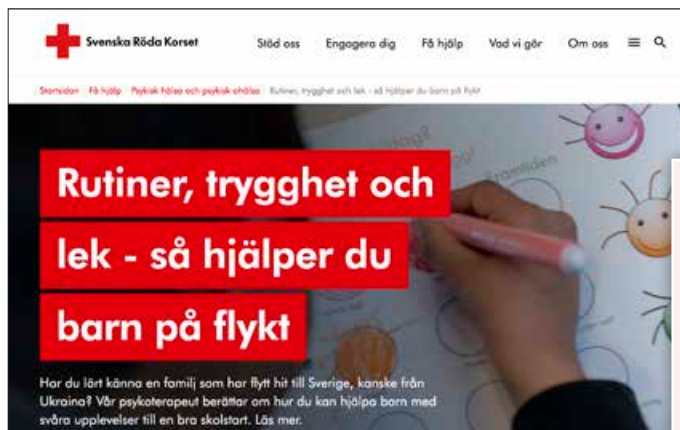 Svenska Röda Korset
Stöd oss Engagera dig Få hjälp Vad vi gör Om oss
Startsidan Få hjälp Psykisk hälsa och psykisk ohälsa Rutiner, trygghet och lek - så hjälper du barn på flykt
Framtiden
Rutiner, trygghet och
lek - så hjälper du
barn på flykt
Har du lärt känna en familj som har flytt hit till Sverige, kanske från
Ukraina? Vår psykoterapeut berättar om hur du kan hjälpa barn med
svåra upplevelser till en bra skolstart. Läs mer.